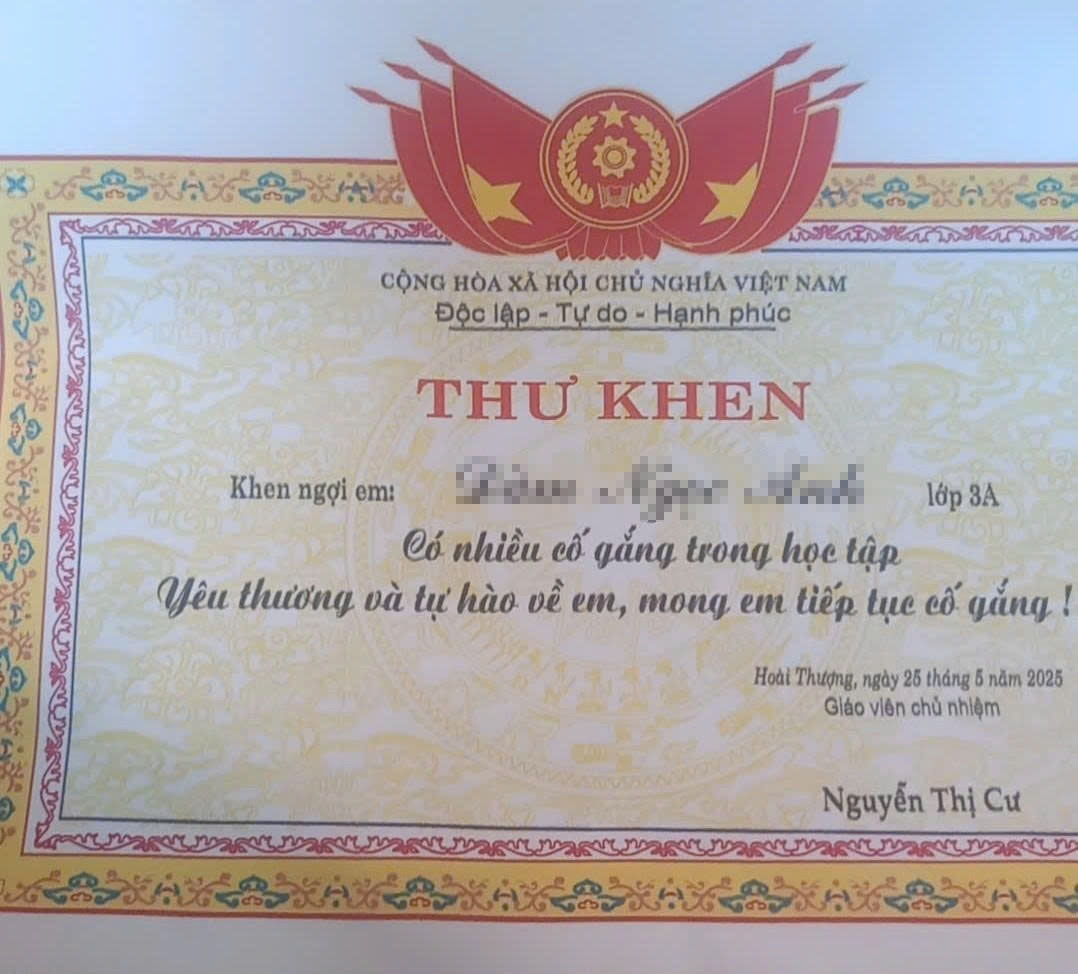 CỘNG HÒA XÃ HỘI CHỦ NGHĨA VIỆT NAM
Độc lập - Tự do - Hạnh phúc
THƯ KHEN
Khen ngợi em: lớp 3A
Có nhiều cố gắng trong học tập
Yêu thương và tự hào về em, mong em tiếp tục cố gắng !
Hoài Thượng, ngày 25 tháng 5 năm 2025
Giáo viên chủ nhiệm
Nguyễn Thị Cư